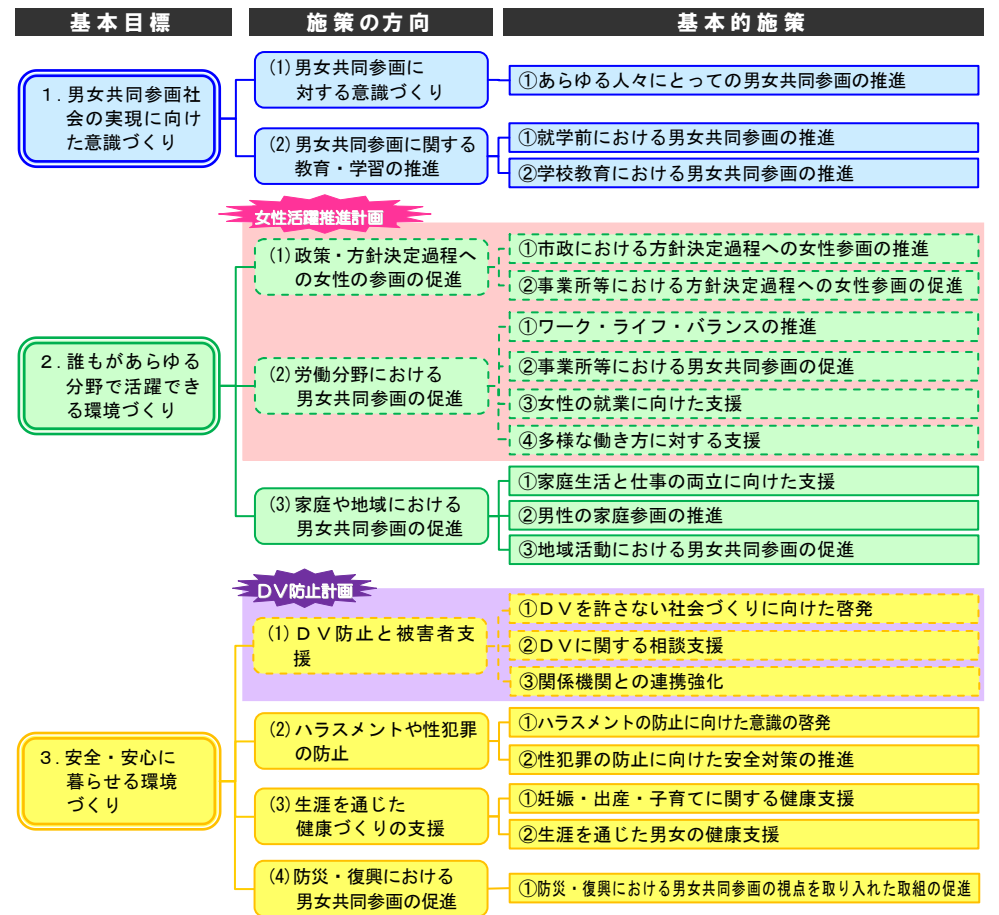 基本目標
施策の方向
基本的施策
１．男女共同参画社
会の実現に向け
た意識づくり
(1)男女共同参画に
対する意識づくり
①あらゆる人々にとっての男女共同参画の推進
(2)男女共同参画に関する
教育・学習の推進
①就学前における男女共同参画の推進
②学校教育における男女共同参画の推進
女性活躍推進計画
２．誰もがあらゆる
分野で活躍でき
る環境づくり
(1)政策・方針決定過程へ
の女性の参画の促進
①市政における方針決定過程への女性参画の推進
②事業所等における方針決定過程への女性参画の促進
(2)労働分野における
男女共同参画の促進
①ワーク・ライフ・バランスの推進
②事業所等における男女共同参画の促進
③女性の就業に向けた支援
④多様な働き方に対する支援
(3)家庭や地域における
男女共同参画の促進
①家庭生活と仕事の両立に向けた支援
②男性の家庭参画の推進
③地域活動における男女共同参画の促進
ＤＶ防止計画
３．安全・安心に
暮らせる環境
づくり
(1)ＤＶ防止と被害者支
援
①ＤＶを許さない社会づくりに向けた啓発
②ＤＶに関する相談支援
③関係機関との連携強化
(2)ハラスメントや性犯罪
の防止
①ハラスメントの防止に向けた意識の啓発
②性犯罪の防止に向けた安全対策の推進
(3)生涯を通じた
健康づくりの支援
①妊娠・出産・子育てに関する健康支援
②生涯を通じた男女の健康支援
(4)防災・復興における
男女共同参画の促進
①防災・復興における男女共同参画の視点を取り入れた取組の促進